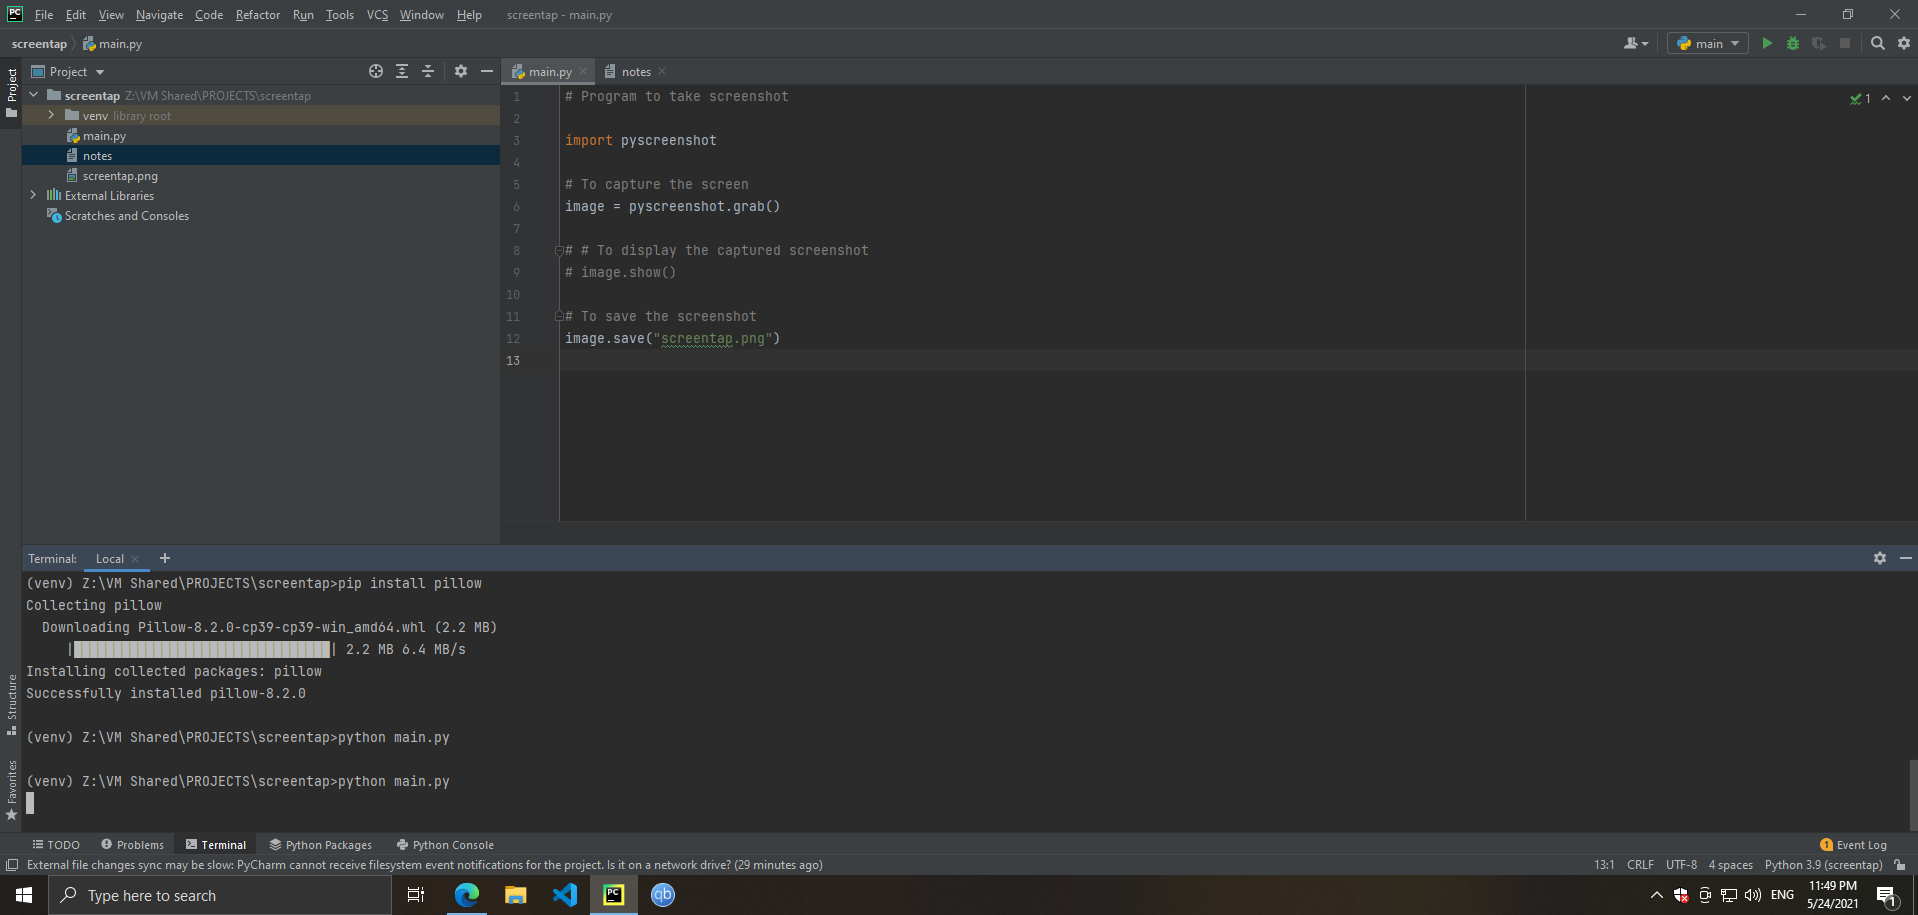 PC File Edit View Navigate Code Refactor Run Tools VCS Window Help screentap - main.py
screentap main.py main
Project
Project main.py notes
screentap Z:\VM Shared\PROJECTS\screentap
venv library root
main.py
notes
screentap.png
External Libraries
Scratches and Consoles
1 # Program to take screenshot
2
3 import pyscreenshot
4
5 # To capture the screen
6 image = pyscreenshot.grab()
7
8 # # To display the captured screenshot
9 # image.show()
10
11 # To save the screenshot
12 image.save("screentap.png")
13
1
Terminal: Local
(venv) Z:\VM Shared\PROJECTS\screentap>pip install pillow
Collecting pillow
Downloading Pillow-8.2.0-cp39-cp39-win_amd64.whl (2.2 MB)
|████████████████████████████████| 2.2 MB 6.4 MB/s
Installing collected packages: pillow
Successfully installed pillow-8.2.0
(venv) Z:\VM Shared\PROJECTS\screentap>python main.py
(venv) Z:\VM Shared\PROJECTS\screentap>python main.py
Structure
Favorites
TODO Problems Terminal Python Packages Python Console 1 Event Log
External file changes sync may be slow: PyCharm cannot receive filesystem event notifications for the project. Is it on a network drive? (29 minutes ago) 13:1 CRLF UTF-8 4 spaces Python 3.9 (screentap)
Type here to search PC qb ENG 11:49 PM
5/24/2021 1